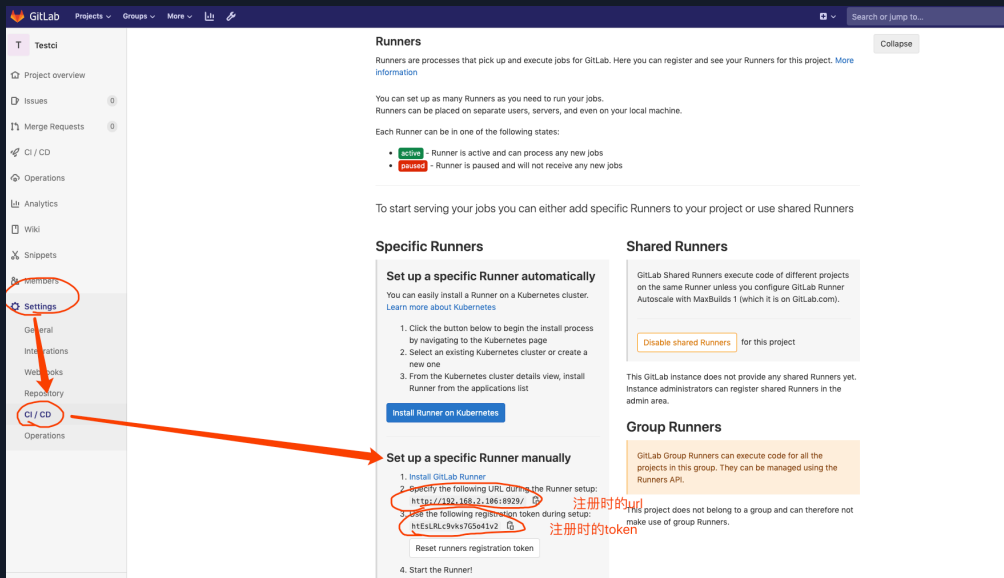 GitLab Projects Groups More Search or jump to...
T Testci
Project overview
Issues 0
Merge Requests 0
CI / CD
Operations
Analytics
Wiki
Snippets
Members
Settings
General
Integrations
Webhooks
Repository
CI / CD
Operations
Runners
Collapse
Runners are processes that pick up and execute jobs for GitLab. Here you can register and see your Runners for this project. More
information
You can set up as many Runners as you need to run your jobs.
Runners can be placed on separate users, servers, and even on your local machine.
Each Runner can be in one of the following states:
• active - Runner is active and can process any new jobs
• paused - Runner is paused and will not receive any new jobs
To start serving your jobs you can either add specific Runners to your project or use shared Runners
Specific Runners
Set up a specific Runner automatically
You can easily install a Runner on a Kubernetes cluster.
Learn more about Kubernetes
1. Click the button below to begin the install process
by navigating to the Kubernetes page
2. Select an existing Kubernetes cluster or create a
new one
3. From the Kubernetes cluster details view, install
Runner from the applications list
Install Runner on Kubernetes
Set up a specific Runner manually
1. Install GitLab Runner
2. Specify the following URL during the Runner setup:
http://192.168.2.106:8929/
注册时的url
3. Use the following registration token during setup:
htEsLRLc9vks7G5o41v2
注册时的token
Reset runners registration token
4. Start the Runner!
Shared Runners
GitLab Shared Runners execute code of different projects
on the same Runner unless you configure GitLab Runner
Autoscale with MaxBuilds 1 (which it is on GitLab.com).
Disable shared Runners for this project
This GitLab instance does not provide any shared Runners yet.
Instance administrators can register shared Runners in the
admin area.
Group Runners
GitLab Group Runners can execute code for all the
projects in this group. They can be managed using the
Runners API.
This project does not belong to a group and can therefore not
make use of group Runners.